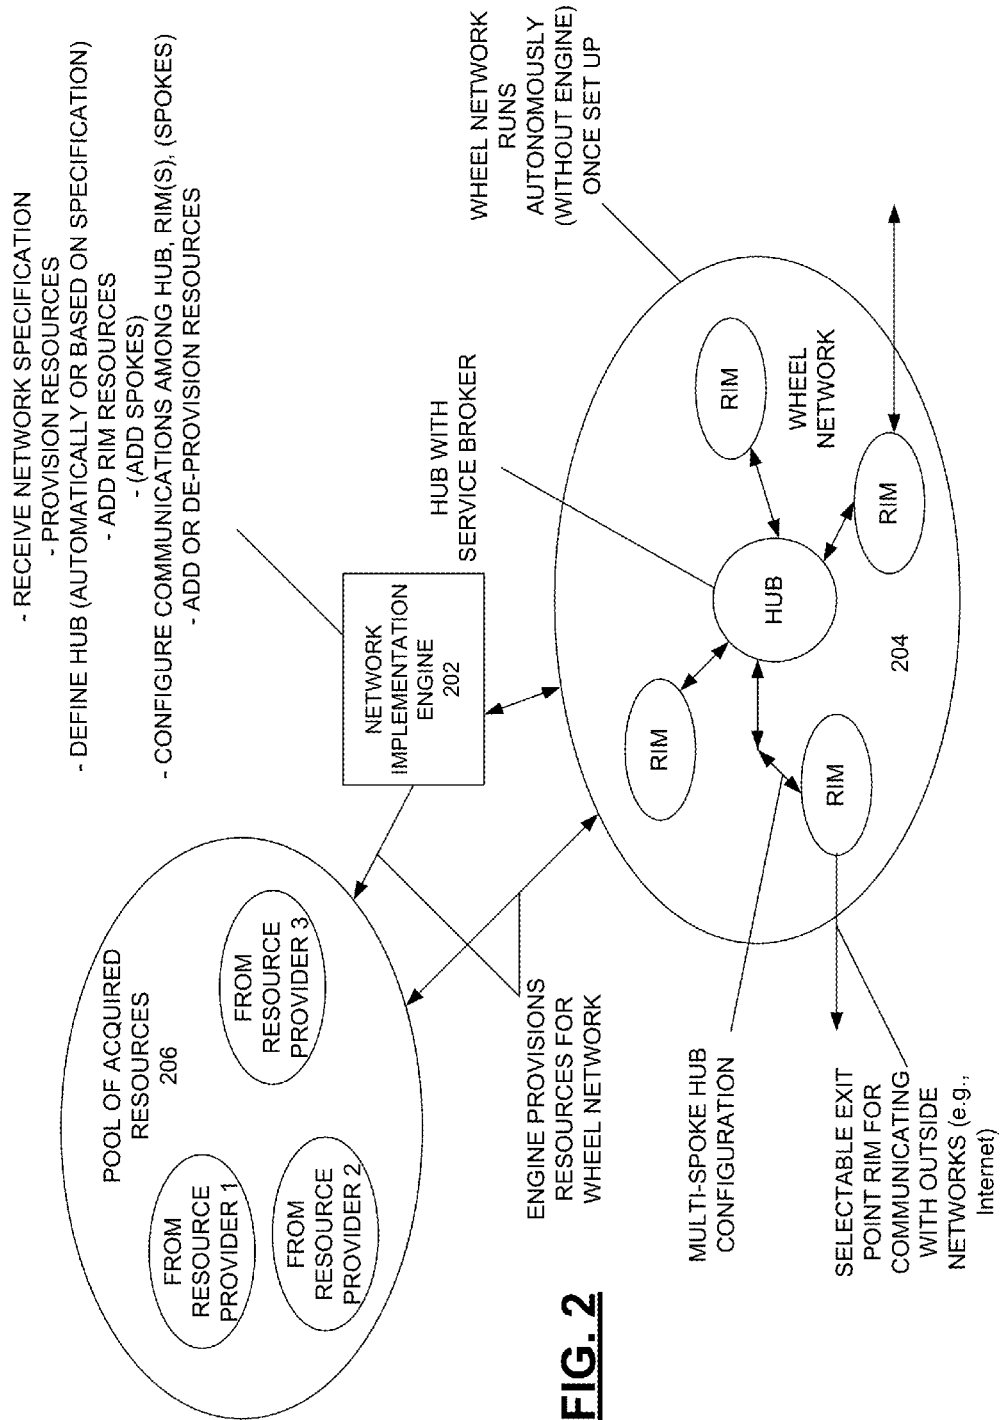 - RECEIVE NETWORK SPECIFICATION
- PROVISION RESOURCES
- DEFINE HUB (AUTOMATICALLY OR BASED ON SPECIFICATION)
- ADD RIM RESOURCES
- (ADD SPOKES)
- CONFIGURE COMMUNICATIONS AMONG HUB, RIM(S), (SPOKES)
- ADD OR DE-PROVISION RESOURCES
POOL OF ACQUIRED
RESOURCES
206
FROM
RESOURCE
PROVIDER 1
FROM
RESOURCE
PROVIDER 2
FROM
RESOURCE
PROVIDER 3
NETWORK
IMPLEMENTATION
ENGINE
202
HUB WITH
SERVICE BROKER
WHEEL NETWORK
RUNS
AUTONOMOUSLY
(WITHOUT ENGINE)
ONCE SET UP
ENGINE PROVISIONS
RESOURCES FOR
WHEEL NETWORK
RIM
RIM
WHEEL
NETWORK
HUB
RIM
RIM
204
MULTI-SPOKE HUB
CONFIGURATION
SELECTABLE EXIT
POINT RIM FOR
COMMUNICATING
WITH OUTSIDE
NETWORKS (e.g.,
Internet)
FIG. 2